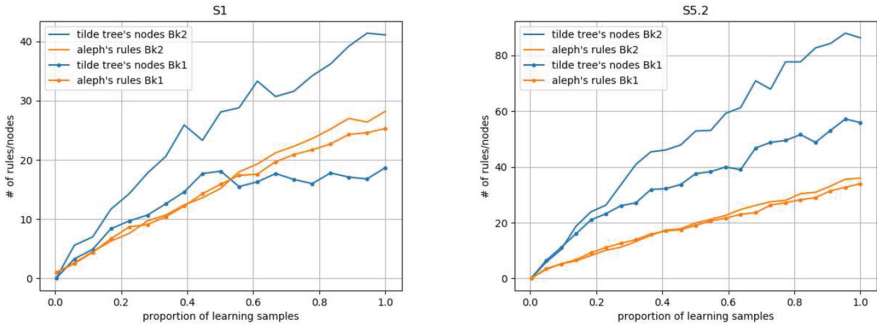 S1
# of rules/nodes
40
30
20
10
0
tilde tree's nodes Bk2
aleph's rules Bk2
tilde tree's nodes Bk1
aleph's rules Bk1
0.0 0.2 0.4 0.6 0.8 1.0
proportion of learning samples
S5.2
# of rules/nodes
80
60
40
20
0
tilde tree's nodes Bk2
aleph's rules Bk2
tilde tree's nodes Bk1
aleph's rules Bk1
0.0 0.2 0.4 0.6 0.8 1.0
proportion of learning samples